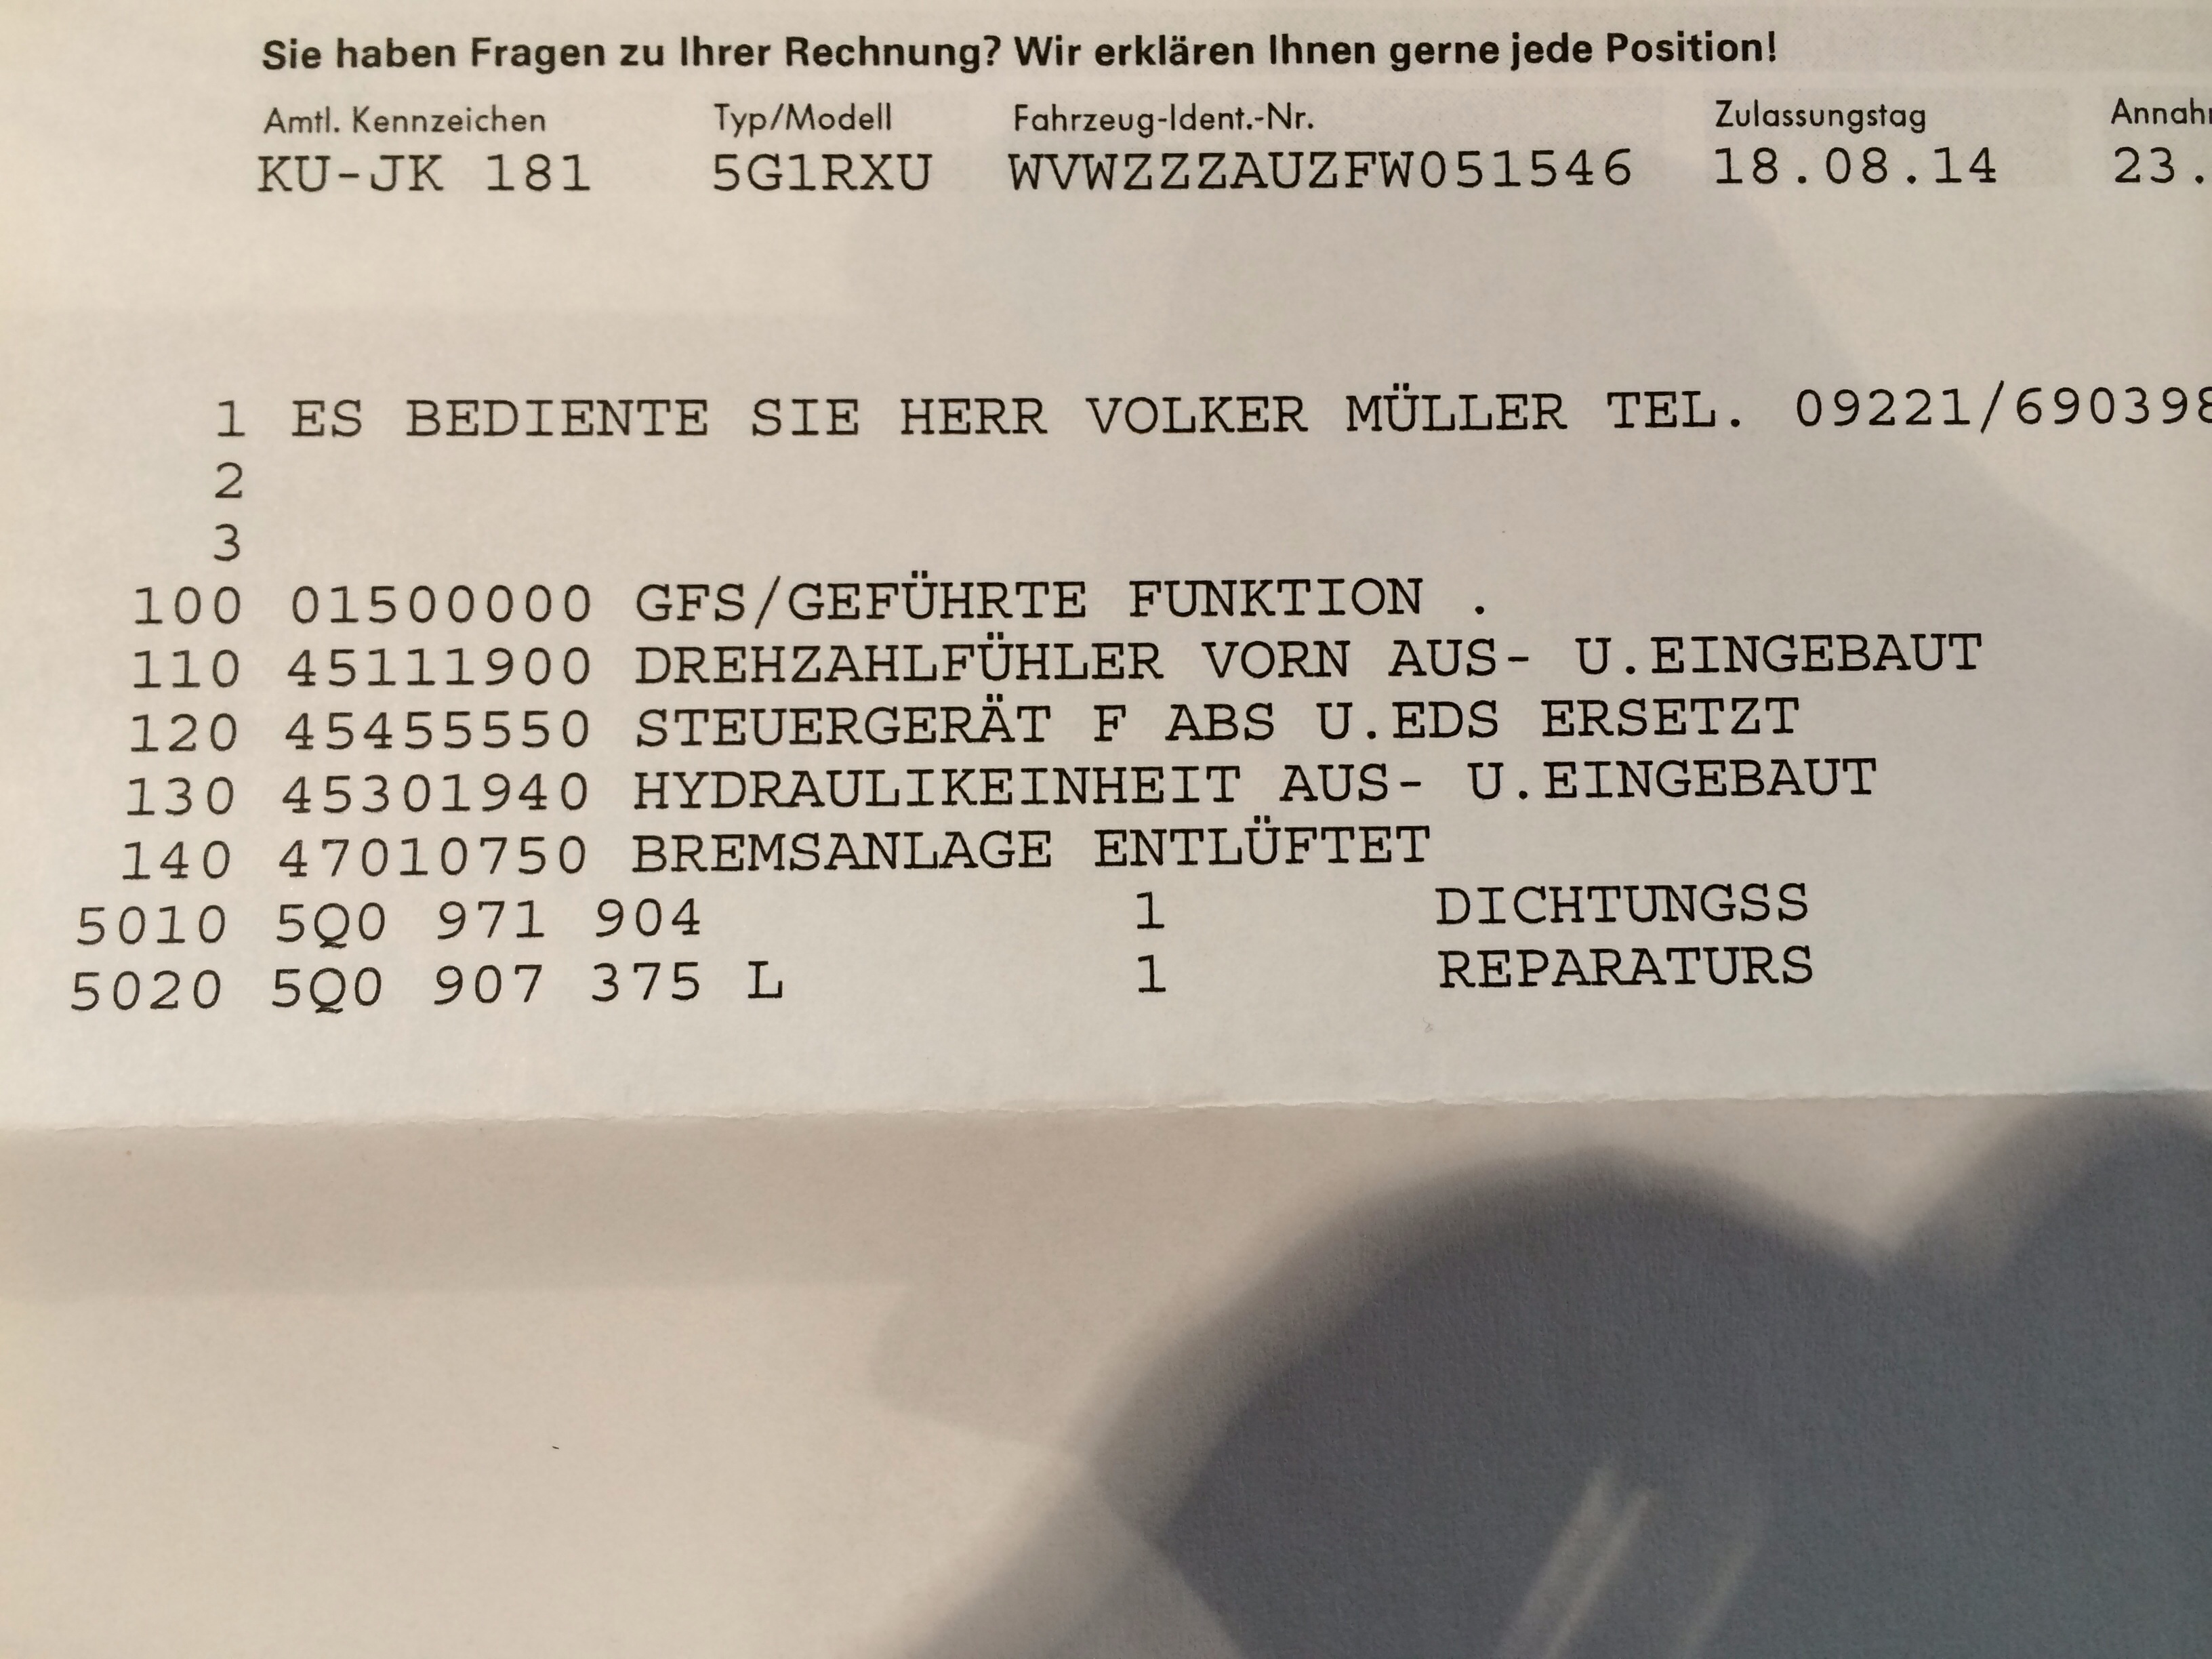 Sie haben Fragen zu Ihrer Rechnung? Wir erklären Ihnen gerne jede Position!
Amtl. Kennzeichen Typ/Modell Fahrzeug-Ident.-Nr. Zulassungstag
KU-JK 181 5G1RXU WVWZZZAUZFW051546 18.08.14 23.
1 ES BEDIENTE SIE HERR VOLKER MÜLLER TEL. 09221/690398
2
3
100 01500000 GFS/GEFÜHRTE FUNKTION .
110 45111900 DREHZAHLFÜHLER VORN AUS- U.EINGEBAUT
120 45455550 STEUERGERÄT F ABS U.EDS ERSETZT
130 45301940 HYDRAULIKEINHEIT AUS- U.EINGEBAUT
140 47010750 BREMSANLAGE ENTLÜFTET
5010 5Q0 971 904 1 DICHTUNGSS
5020 5Q0 907 375 L 1 REPARATURS